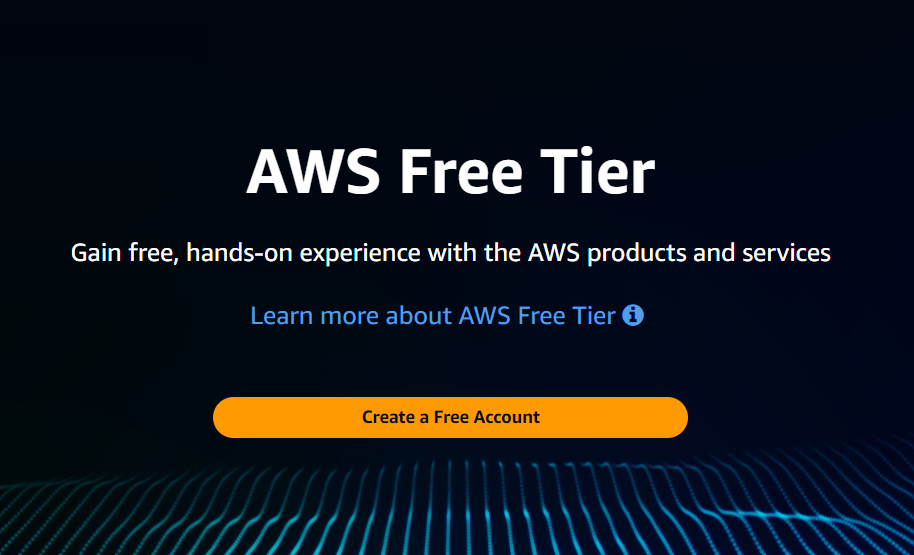 AWS Free Tier
Gain free, hands-on experience with the AWS products and services
Learn more about AWS Free Tier
Create a Free Account